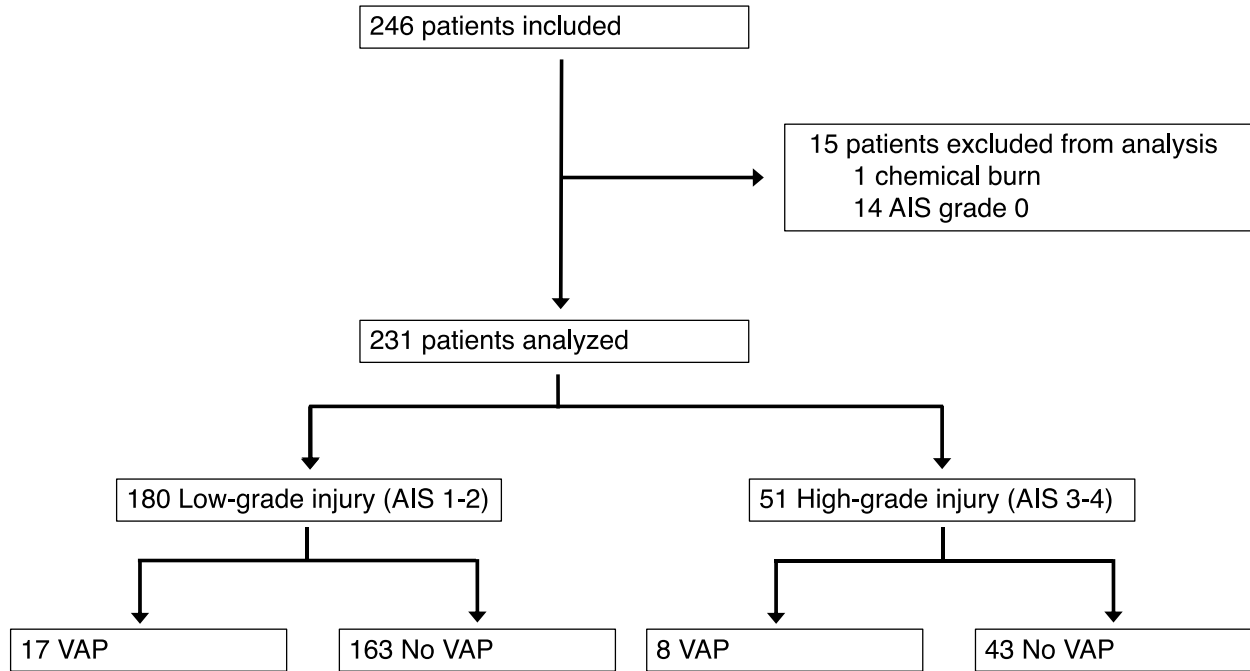 246 patients included
15 patients excluded from analysis
1 chemical burn
14 AIS grade 0
231 patients analyzed
180 Low-grade injury (AIS 1-2)
51 High-grade injury (AIS 3-4)
17 VAP
163 No VAP
8 VAP
43 No VAP